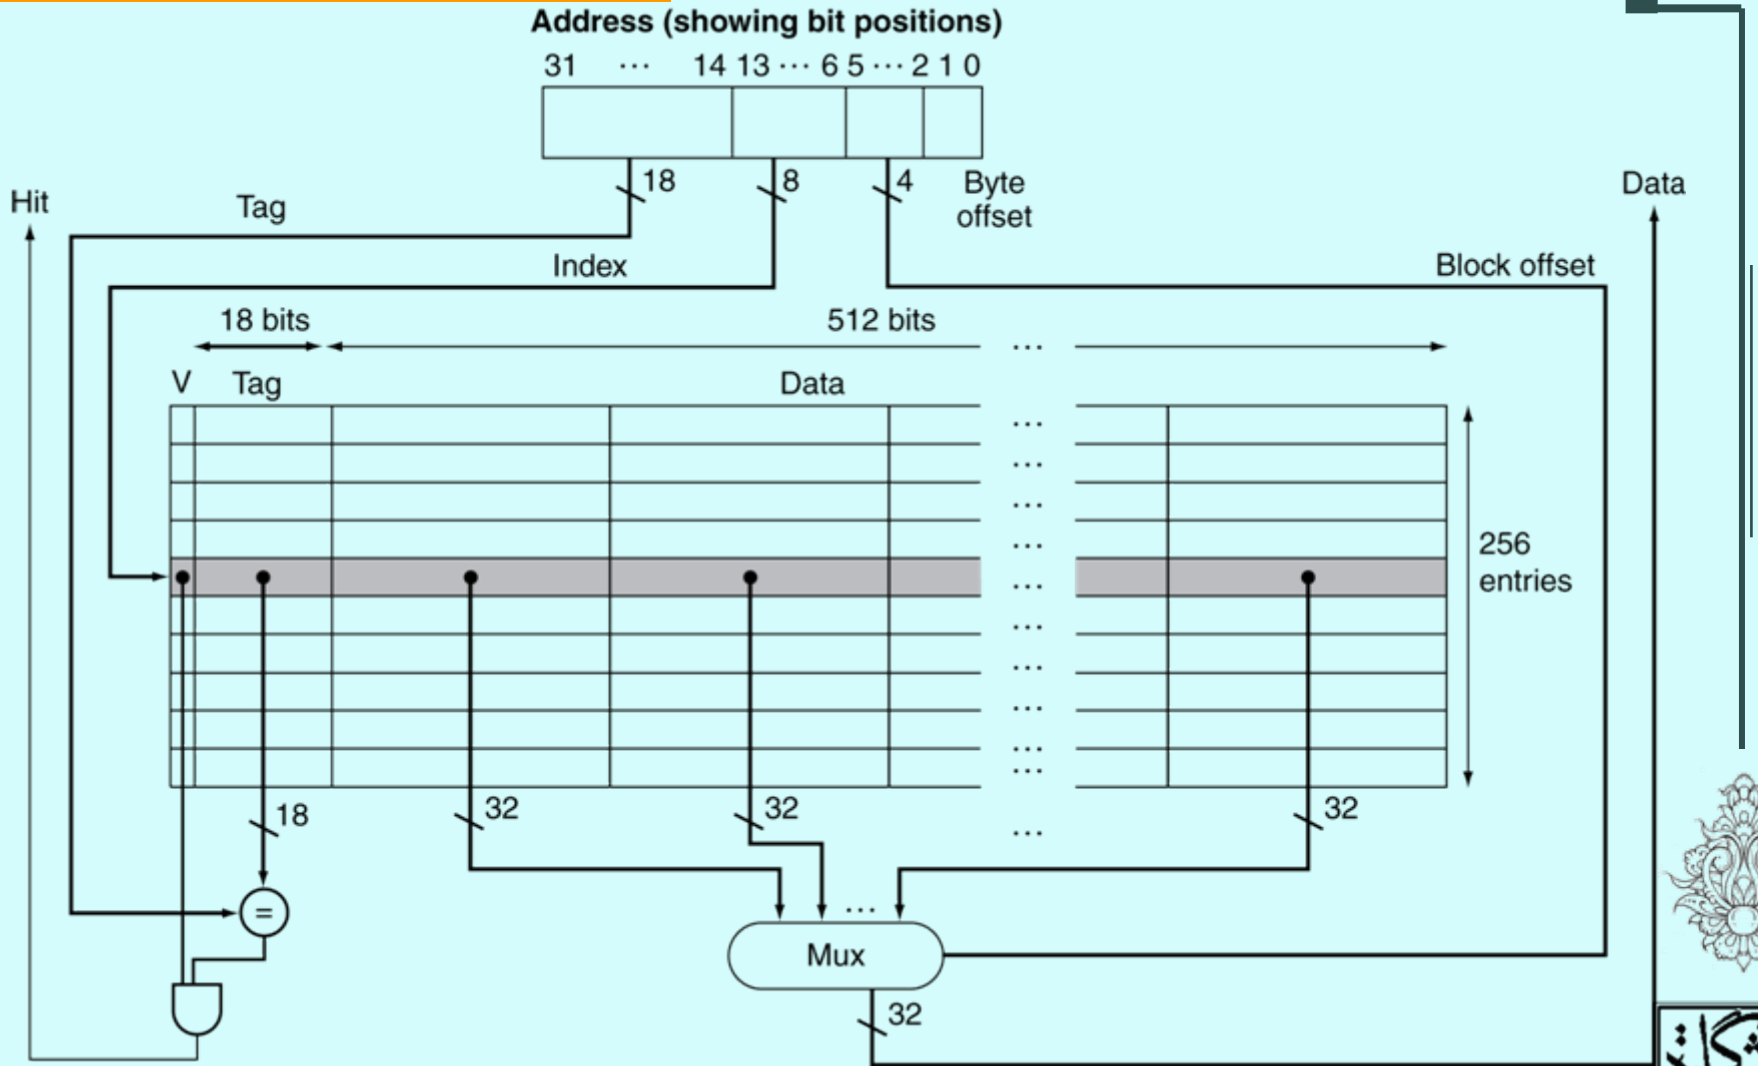 Address (showing bit positions)
31 ··· 14 13 ··· 6 5 ··· 2 1 0
18 8 4 Byte
offset
Hit
Tag
Data
Index
Block offset
18 bits
512 bits
...
V Tag Data
...
...
...
...
...
...
...
...
...
...
256
entries
18
32
32
...
32
=
...
Mux
32